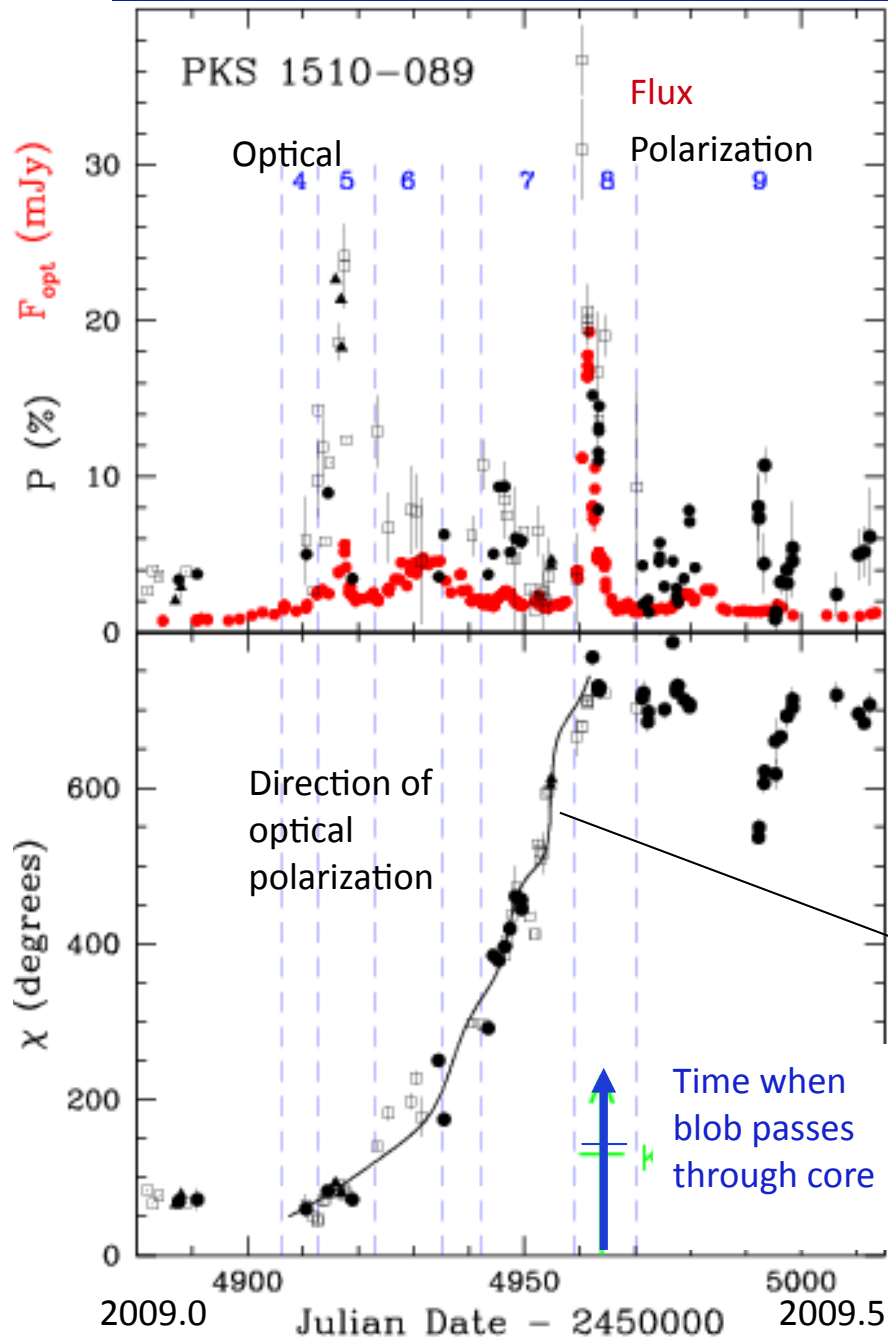 PKS 1510-089
Flux
Optical
Polarization
4 5 6 7 8 9
30
20
10
0
F_opt (mJy)
P (%)
Direction of
optical
polarization
600
400
200
0
χ (degrees)
Time when
blob passes
through core
4900 4950 5000
2009.0 Julian Date - 2450000 2009.5